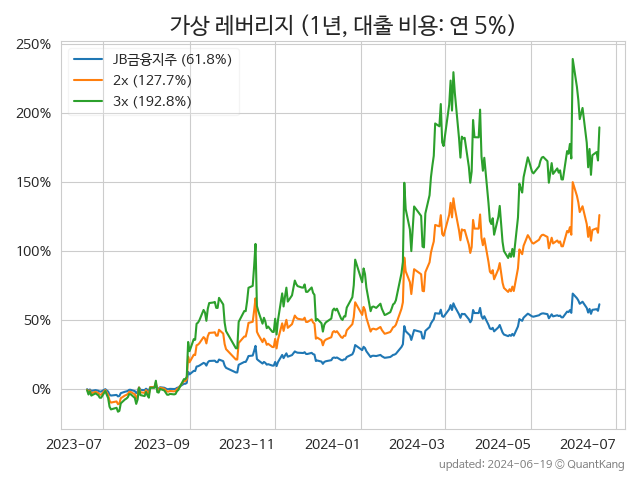 가상 레버리지 (1년, 대출 비용: 연 5%)
250%
200%
150%
100%
50%
0%
JB금융지주 (61.8%)
2x (127.7%)
3x (192.8%)
2023-07 2023-09 2023-11 2024-01 2024-03 2024-05 2024-07
updated: 2024-06-19 © QuantKang